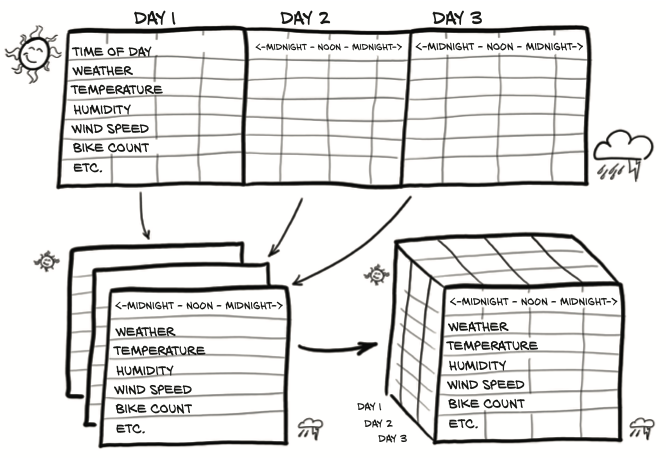 DAY 1
DAY 2
DAY 3
TIME OF DAY
<-MIDNIGHT - NOON - MIDNIGHT->
<-MIDNIGHT - NOON - MIDNIGHT->
WEATHER
TEMPERATURE
HUMIDITY
WIND SPEED
BIKE COUNT
ETC.
<-MIDNIGHT - NOON - MIDNIGHT->
WEATHER
TEMPERATURE
HUMIDITY
WIND SPEED
BIKE COUNT
ETC.
<-MIDNIGHT - NOON - MIDNIGHT->
WEATHER
TEMPERATURE
HUMIDITY
WIND SPEED
BIKE COUNT
ETC.
DAY 1
DAY 2
DAY 3